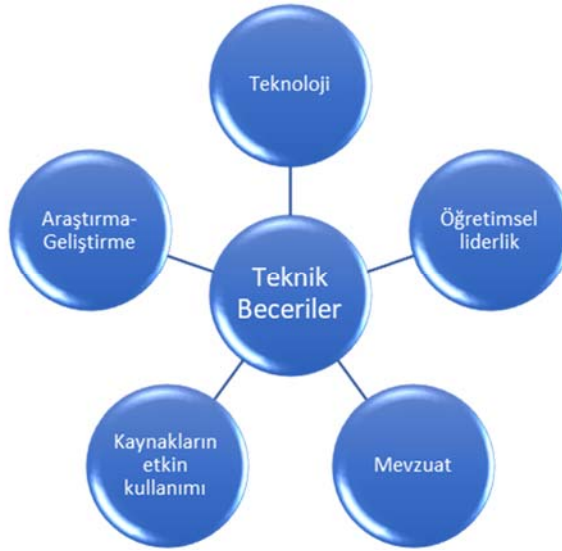 Teknoloji
Öğretimsel
liderlik
Mevzuat
Kaynakların
etkin
kullanımı
Araştırma-
Geliştirme
Teknik
Beceriler